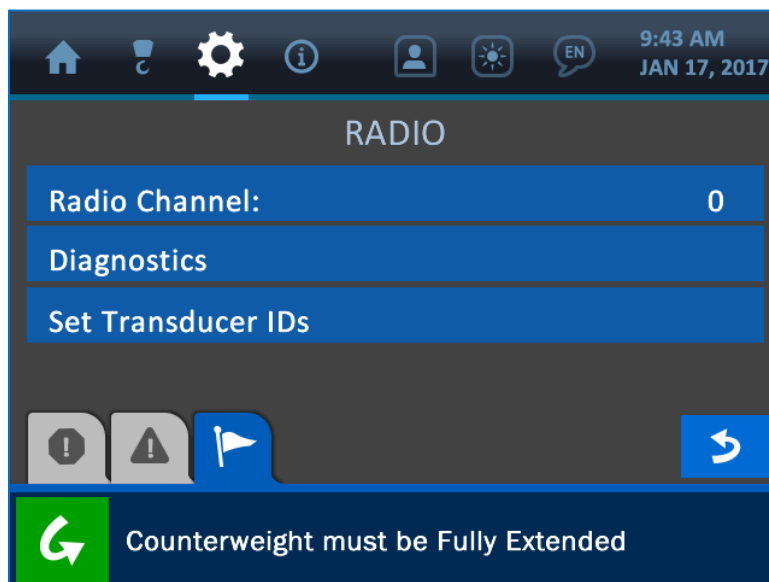 EN
9:43 AM
JAN 17, 2017
RADIO
Radio Channel: 0
Diagnostics
Set Transducer IDs
Counterweight must be Fully Extended